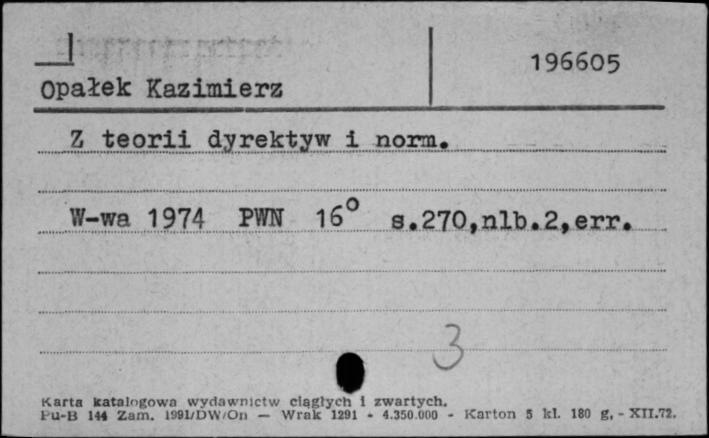 196605
Opałek Kazimierz
Z teorii dyrektyw i norm.
W-wa 1974 PWN 16° s.270,nlb.2,err.
3
Karta katalogowa wydawnictw ciągłych i zwartych.
Pu-B 144 Zam. 1991/DW/On — Wrak 1291 - 4.350.000 - Karton 5 kl. 180 g. - XII.72.